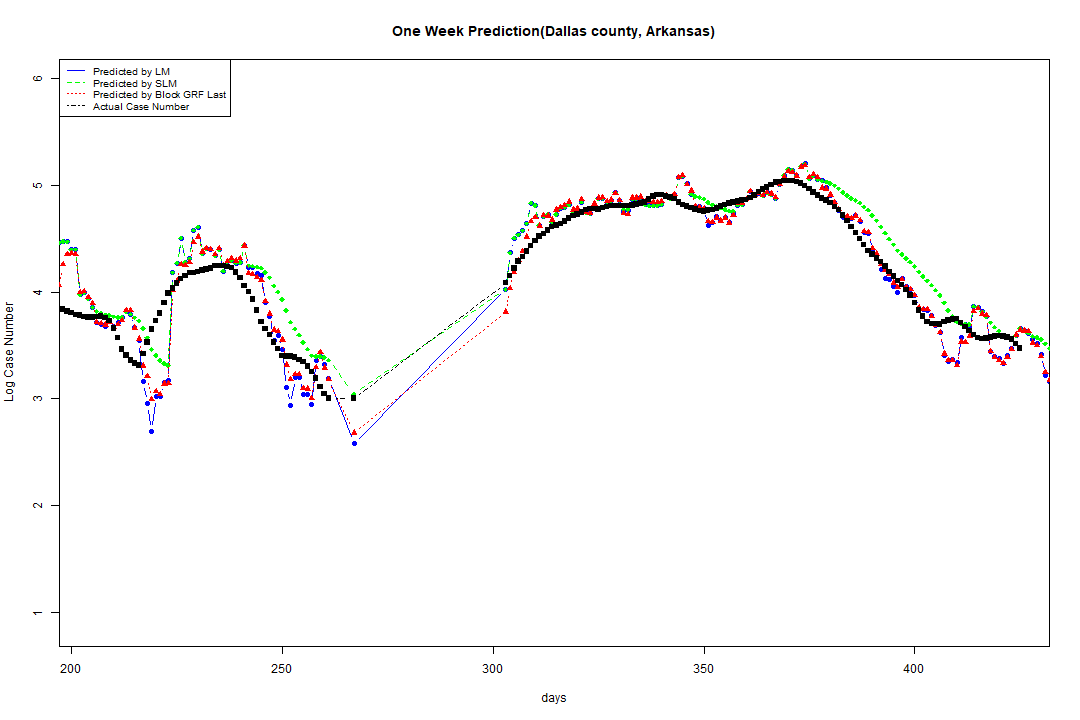 One Week Prediction(Dallas county, Arkansas)
Predicted by LM
Predicted by SLM
Predicted by Block GRF Last
Actual Case Number
6
5
4
3
2
1
Log Case Number
200 250 300 350 400
days